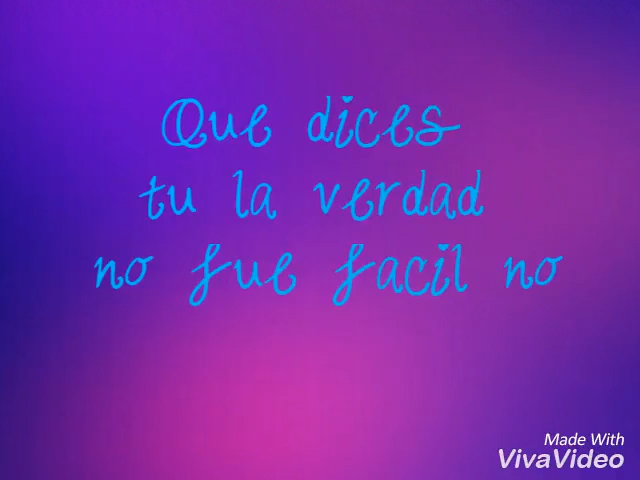 Que dices
tu la verdad
no fue facil no
Made With
VivaVideo